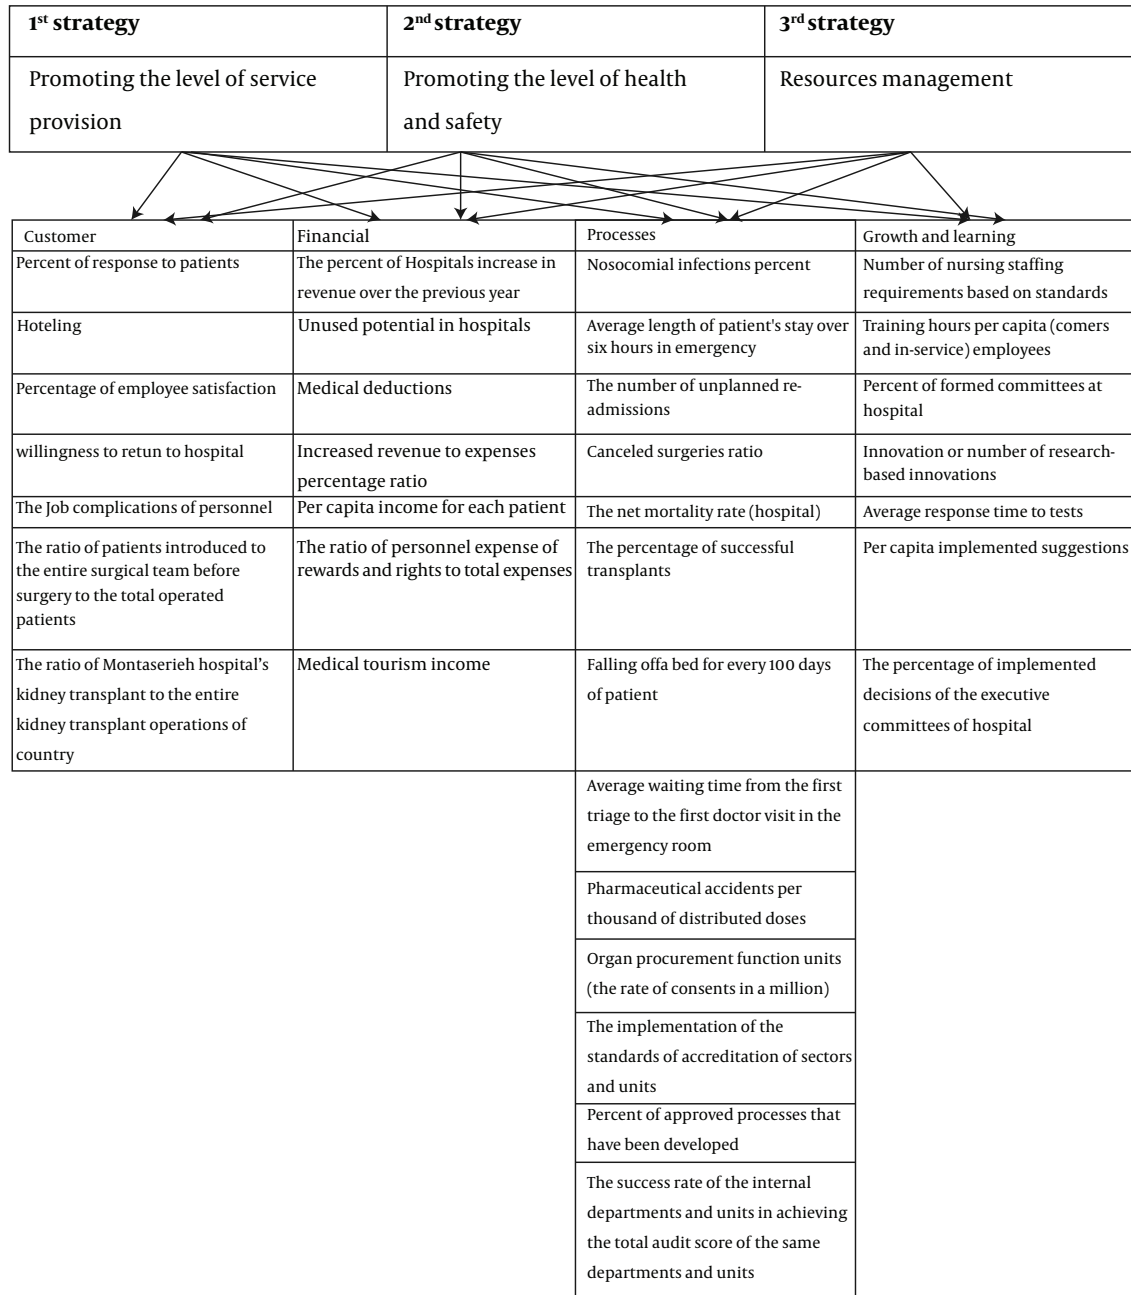 1st strategy
2nd strategy
3rd strategy
Promoting the level of service
provision
Promoting the level of health
and safety
Resources management
Customer
Financial
Processes
Growth and learning
Percent of response to patients
The percent of Hospitals increase in
revenue over the previous year
Nosocomial infections percent
Number of nursing staffing
requirements based on standards
Hoteling
Unused potential in hospitals
Average length of patient's stay over
six hours in emergency
Training hours per capita (comers
and in-service) employees
Percentage of employee satisfaction
Medical deductions
The number of unplanned re-
admissions
Percent of formed committees at
hospital
willingness to retun to hospital
Increased revenue to expenses
percentage ratio
Canceled surgeries ratio
Innovation or number of research-
based innovations
The Job complications of personnel
Per capita income for each patient
The net mortality rate (hospital)
Average response time to tests
The ratio of patients introduced to
the entire surgical team before
surgery to the total operated
patients
The ratio of personnel expense of
rewards and rights to total expenses
The percentage of successful
transplants
Per capita implemented suggestions
The ratio of Montaserieh hospital's
kidney transplant to the entire
kidney transplant operations of
country
Medical tourism income
Falling offa bed for every 100 days
of patient
The percentage of implemented
decisions of the executive
committees of hospital
Average waiting time from the first
triage to the first doctor visit in the
emergency room
Pharmaceutical accidents per
thousand of distributed doses
Organ procurement function units
(the rate of consents in a million)
The implementation of the
standards of accreditation of sectors
and units
Percent of approved processes that
have been developed
The success rate of the internal
departments and units in achieving
the total audit score of the same
departments and units